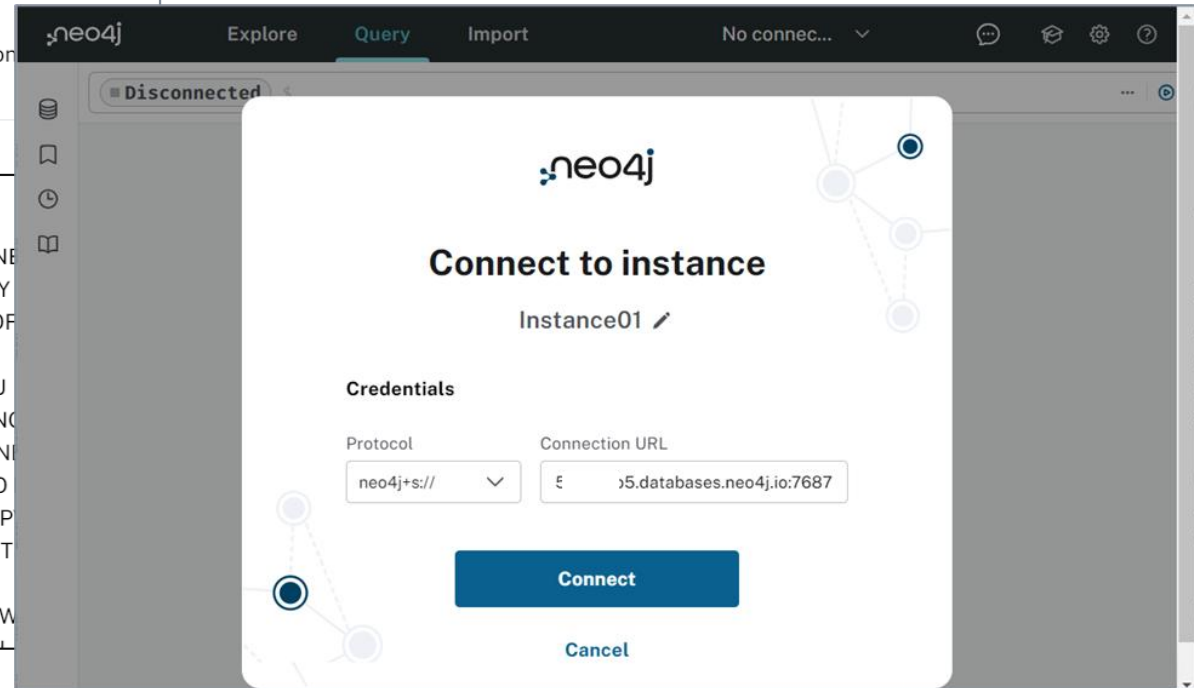 neo4j Explore Query Import No connec...
Disconnected
neo4j
Connect to instance
Instance01
Credentials
Protocol Connection URL
neo4j+s:// 5 b5.databases.neo4j.io:7687
Connect
Cancel